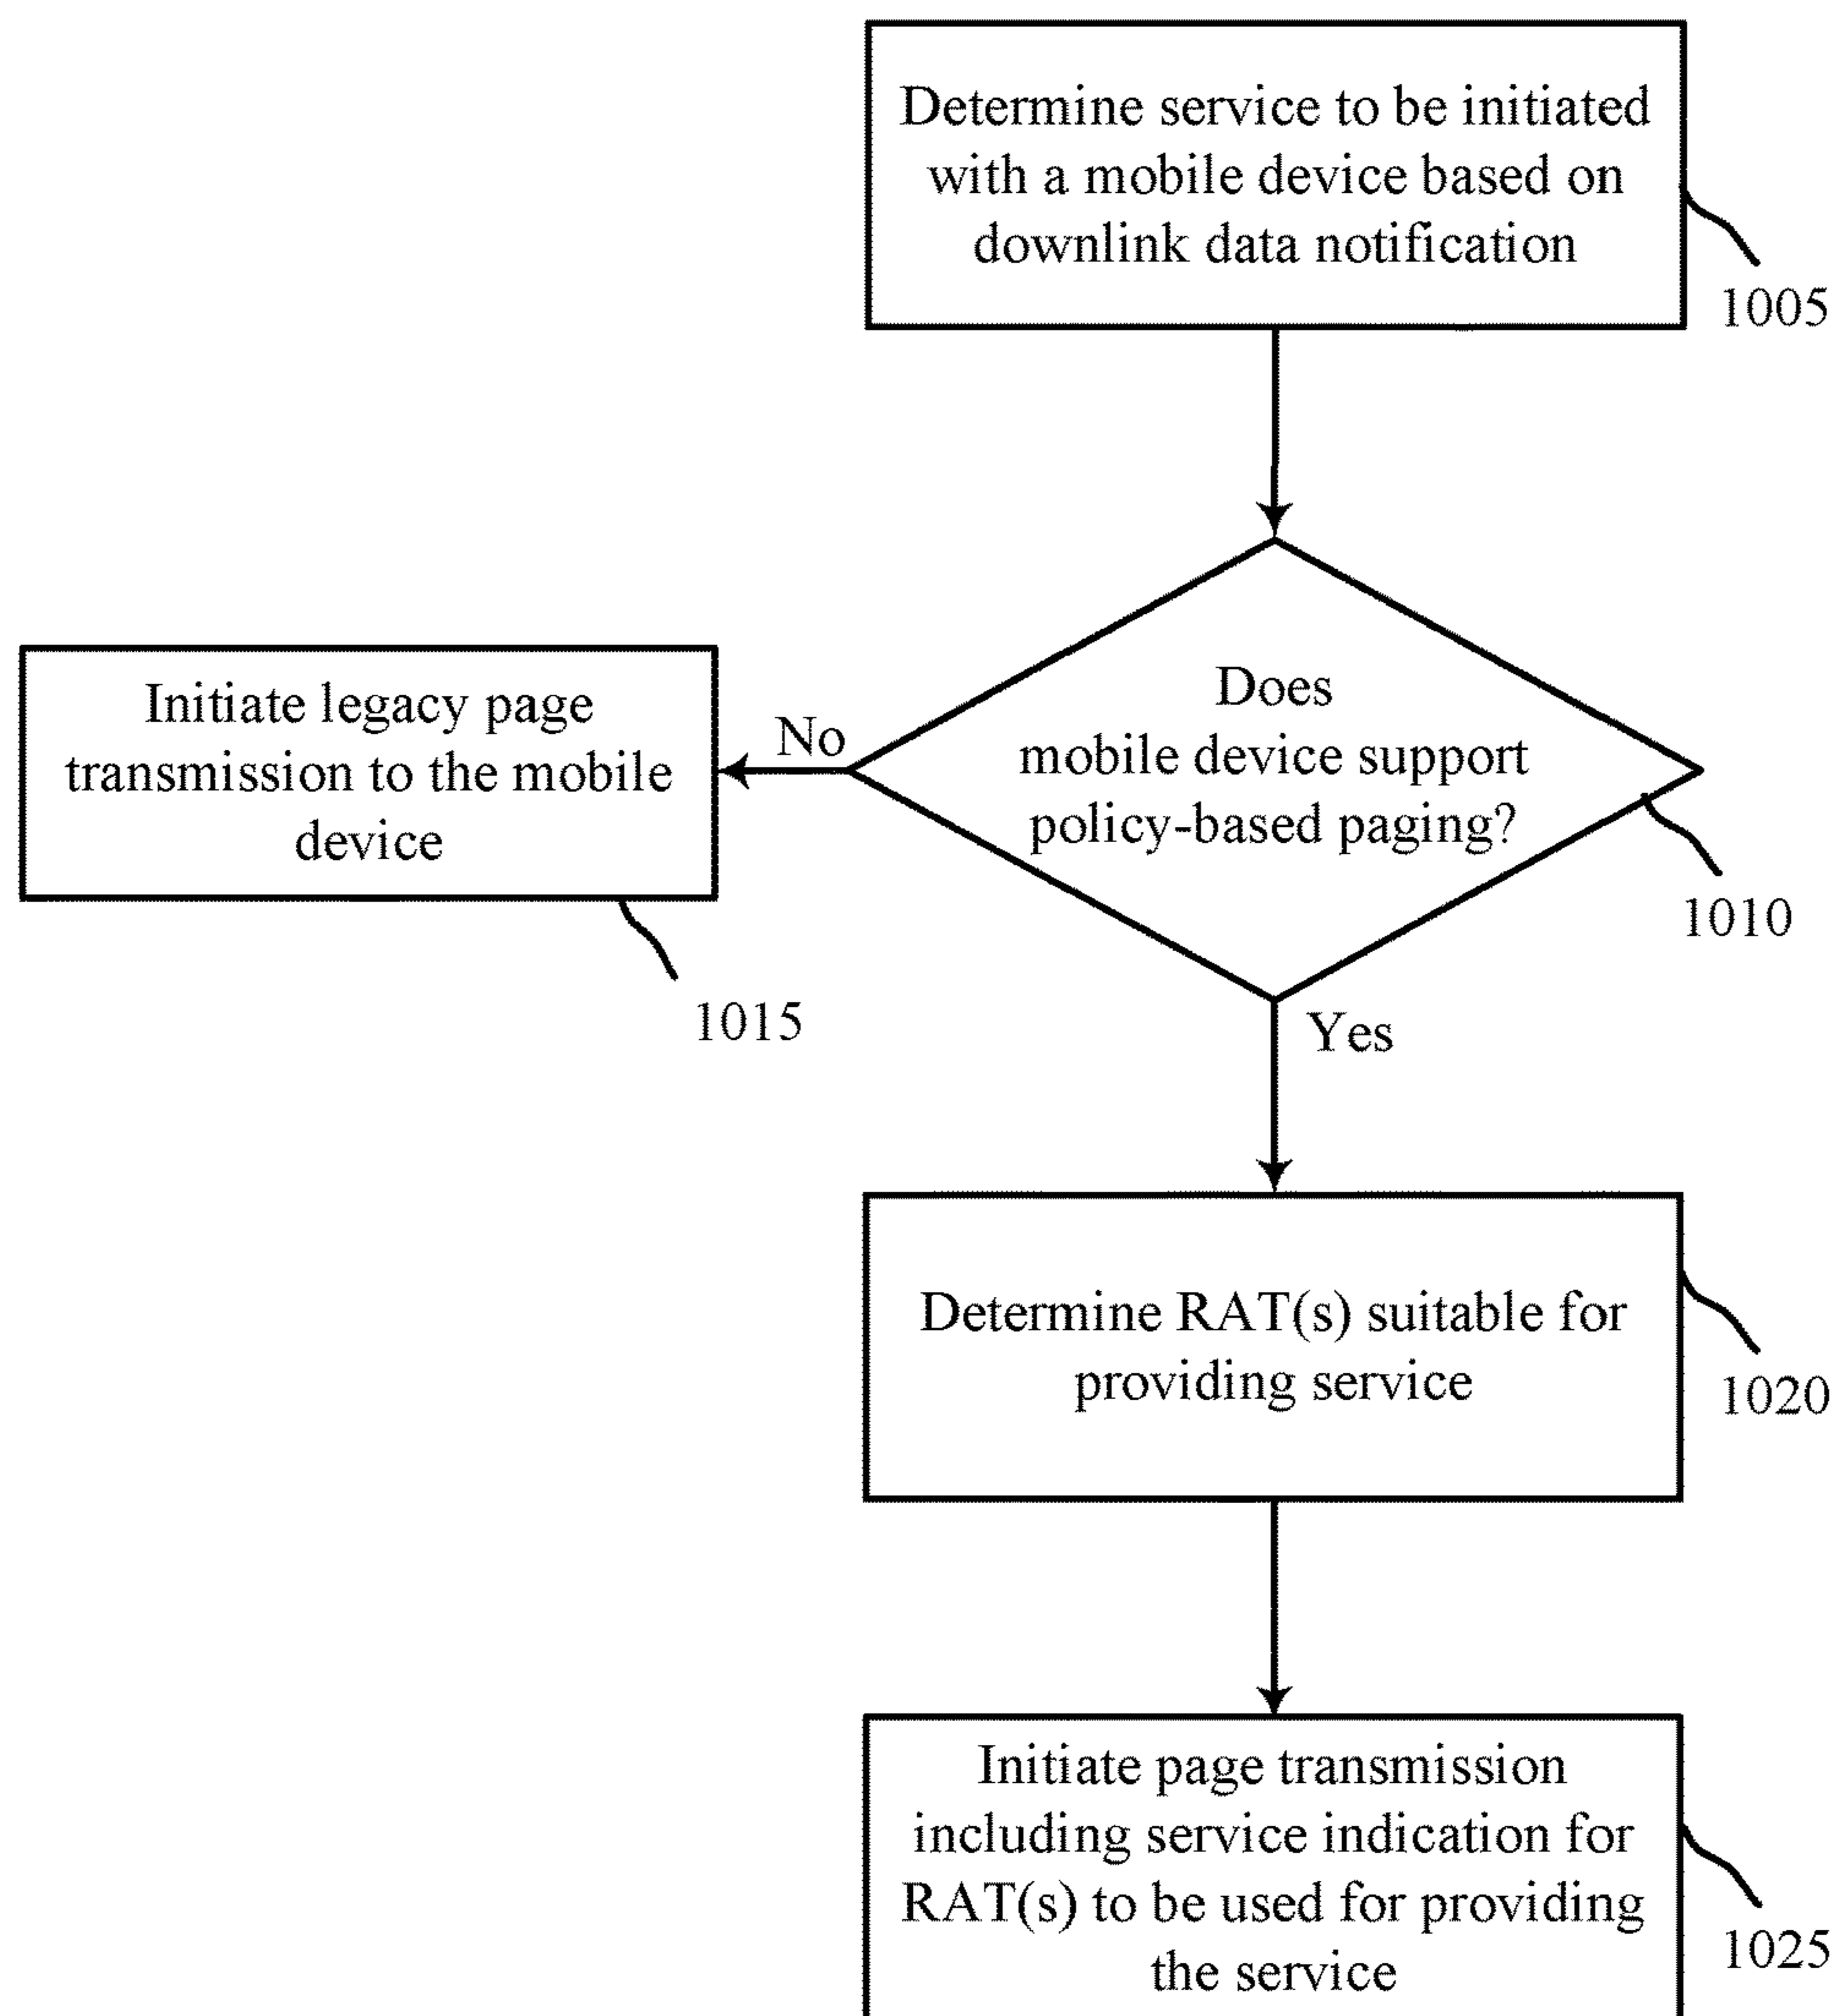 Determine service to be initiated
with a mobile device based on
downlink data notification
1005
Does
mobile device support
policy-based paging?
1010
No
Initiate legacy page
transmission to the mobile
device
1015
Yes
Determine RAT(s) suitable for
providing service
1020
Initiate page transmission
including service indication for
RAT(s) to be used for providing
the service
1025